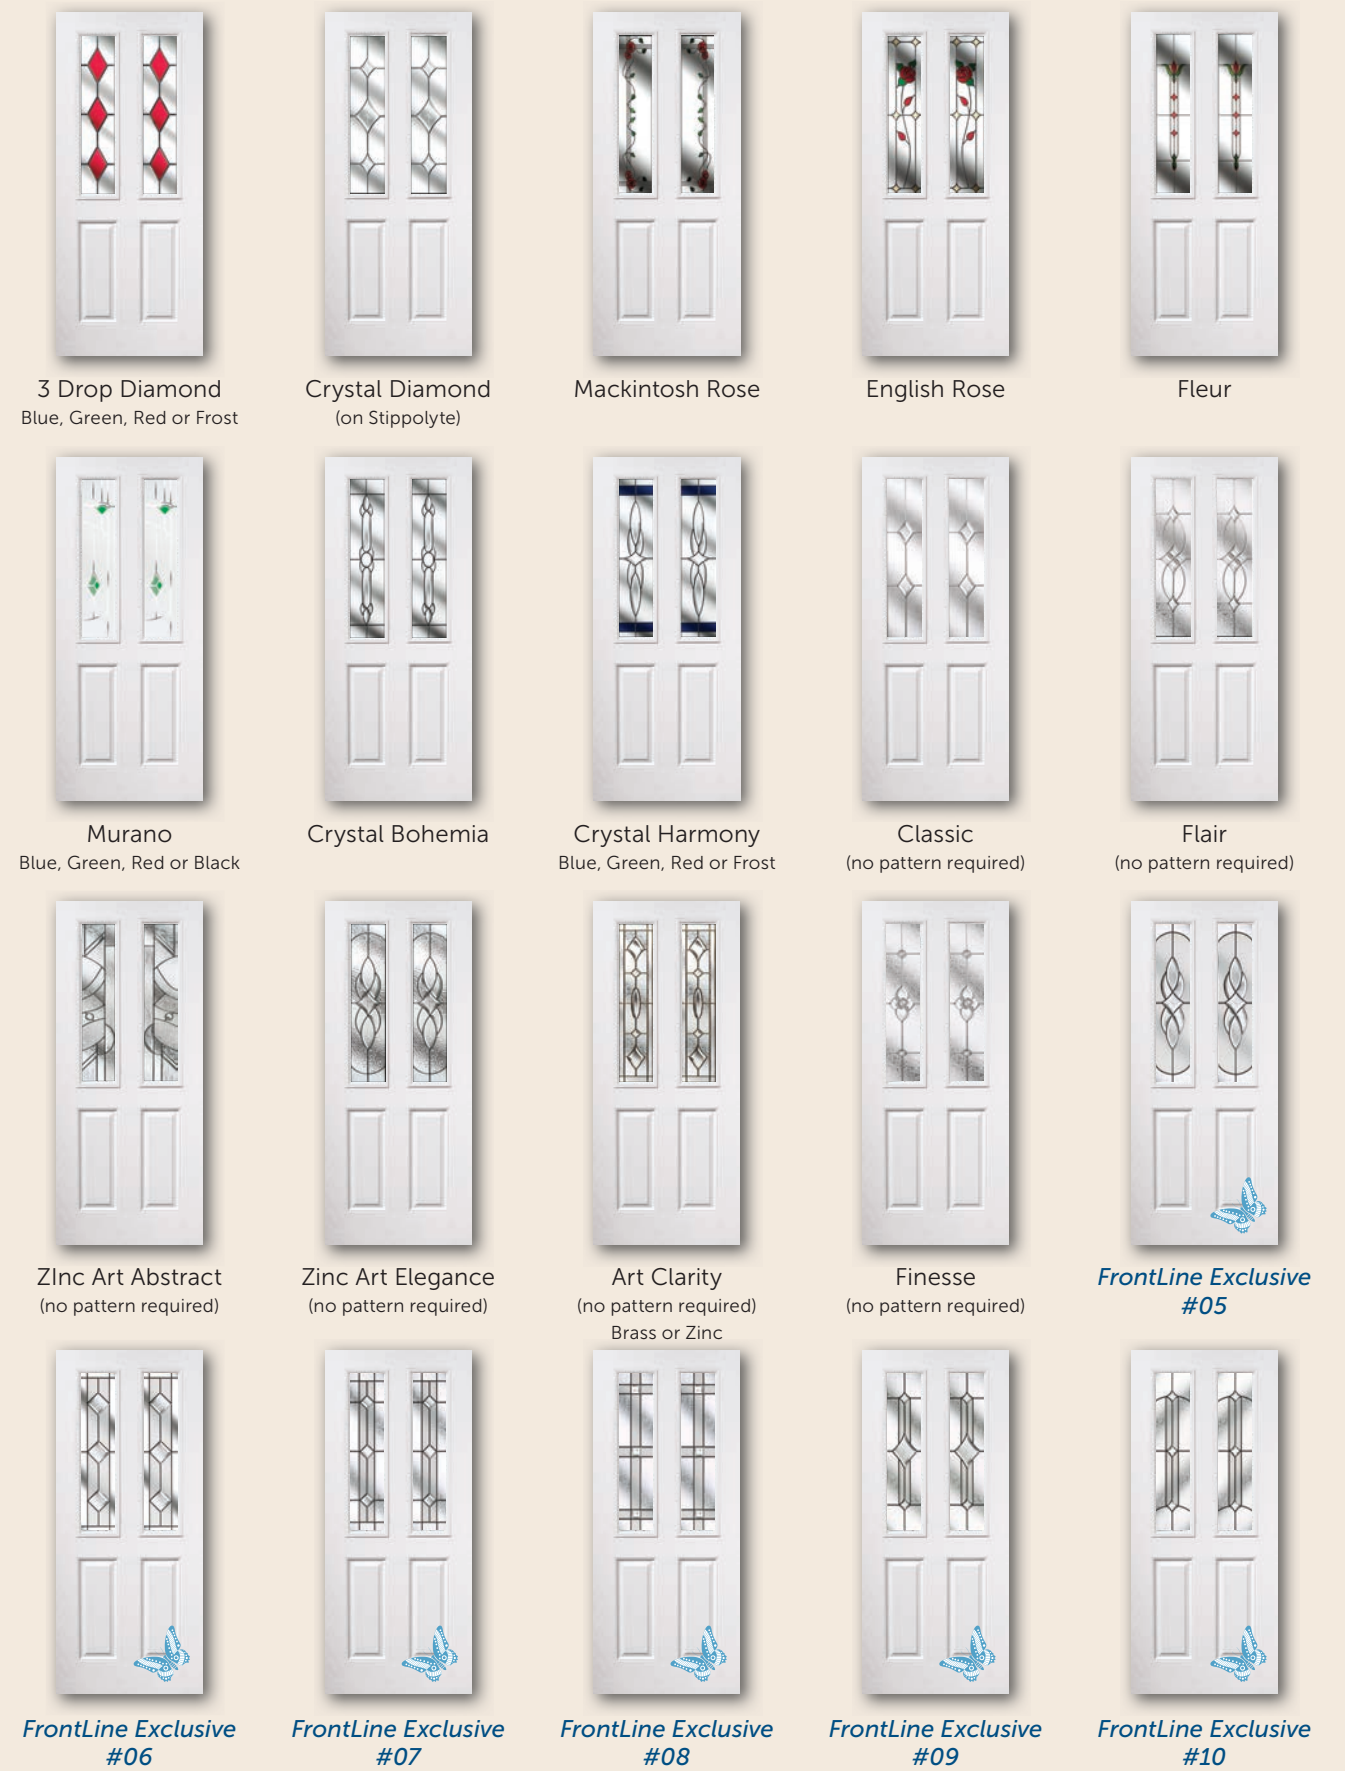 3 Drop Diamond
Blue, Green, Red or Frost
Crystal Diamond
(on Stippolyte)
Mackintosh Rose
English Rose
Fleur
Murano
Blue, Green, Red or Black
Crystal Bohemia
Crystal Harmony
Blue, Green, Red or Frost
Classic
(no pattern required)
Flair
(no pattern required)
ZInc Art Abstract
(no pattern required)
Zinc Art Elegance
(no pattern required)
Art Clarity
(no pattern required)
Brass or Zinc
Finesse
(no pattern required)
FrontLine Exclusive
#05
FrontLine Exclusive
#06
FrontLine Exclusive
#07
FrontLine Exclusive
#08
FrontLine Exclusive
#09
FrontLine Exclusive
#10